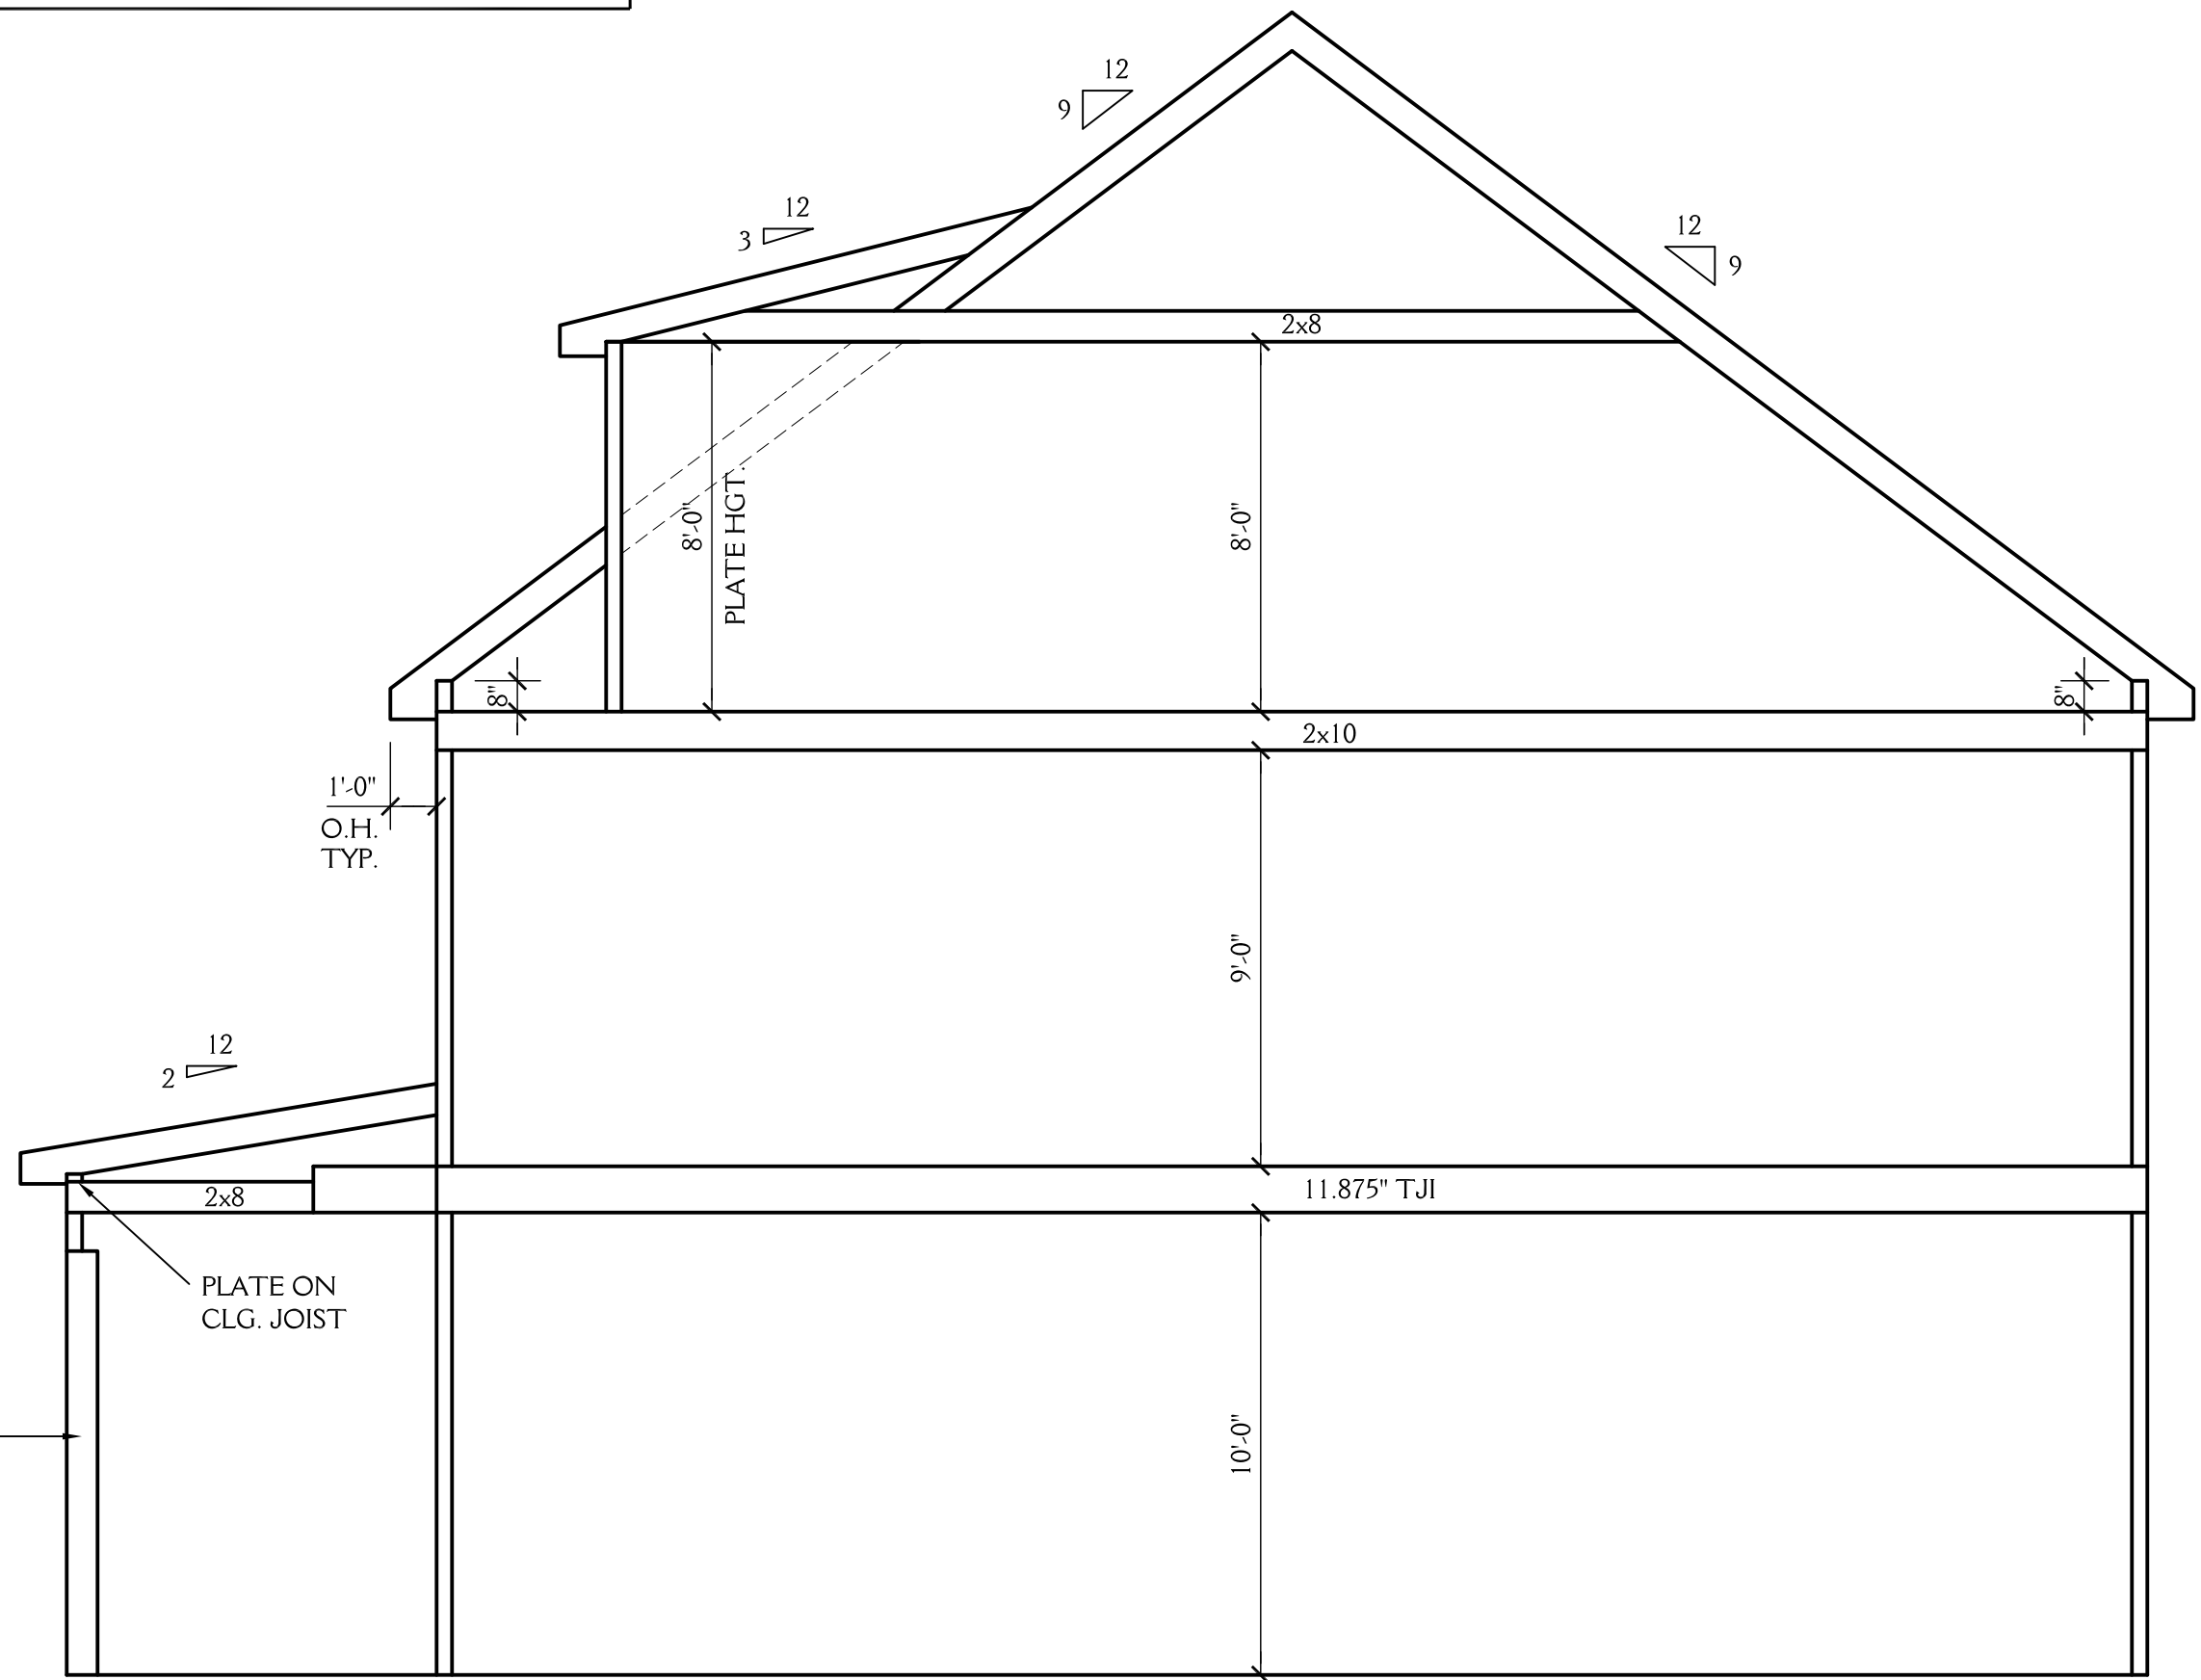 12
9
12
3
12
9
2x8
8'-0"
PLATE HGT.
8'-0"
8"
8"
2x10
1'-0"
O.H.
TYP.
9'-0"
12
2
2x8
11.875" TJI
PLATE ON
CLG. JOIST
10'-0"